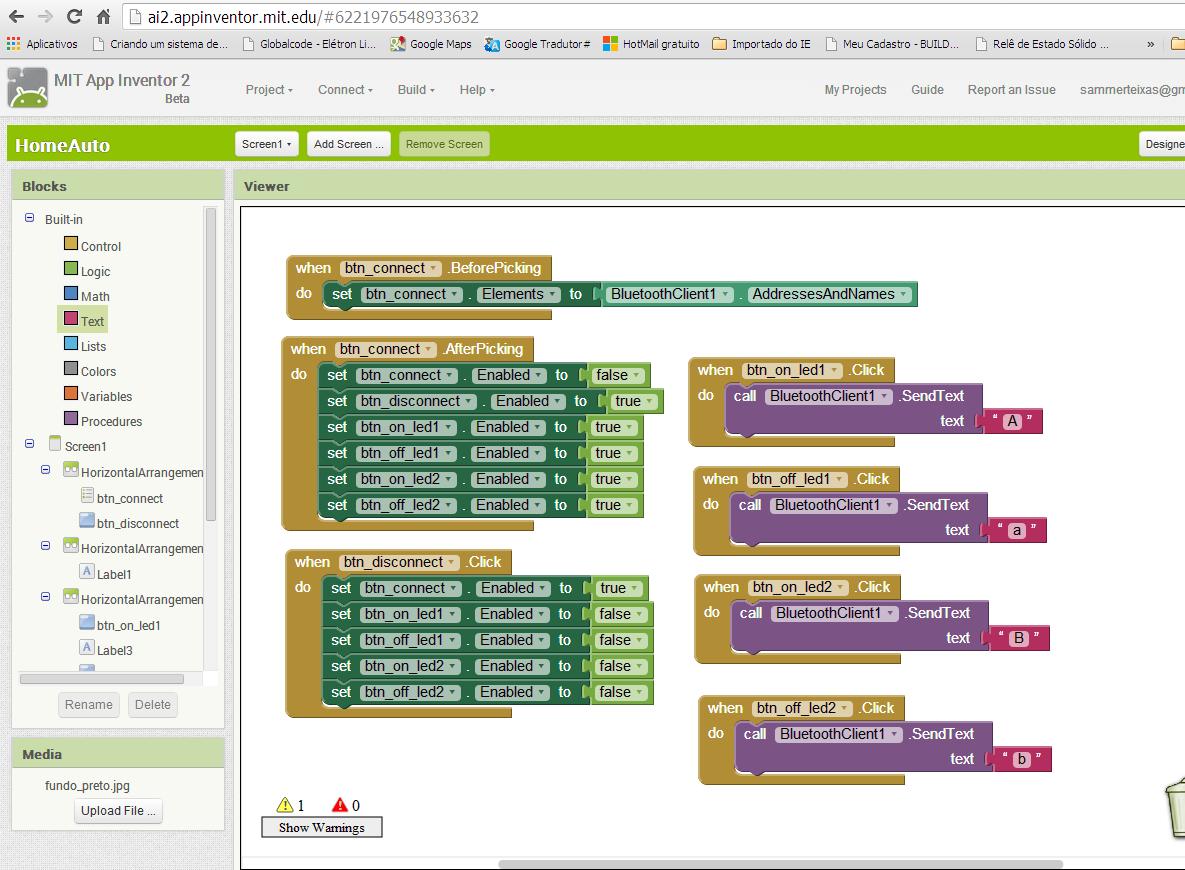 ai2.appinventor.mit.edu/#6221976548933632
Aplicativos Criando um sistema de... Globalcode - Elétron Li... Google Maps Google Tradutor# HotMail gratuito Importado do IE Meu Cadastro - BUILD... Relê de Estado Sólido ... »
MIT App Inventor 2
Beta
Project Connect Build Help
My Projects Guide Report an Issue sammerteixas@gm
HomeAuto
Screen1 Add Screen ... Remove Screen Designe
Blocks
Built-in
Control
Logic
Math
Text
Lists
Colors
Variables
Procedures
Screen1
HorizontalArrangemen
btn_connect
btn_disconnect
HorizontalArrangemen
Label1
HorizontalArrangemen
btn_on_led1
Label3
Rename Delete
Media
fundo_preto.jpg
Upload File ...
Viewer
when btn_connect .BeforePicking
do set btn_connect . Elements to BluetoothClient1 . AddressesAndNames
when btn_connect .AfterPicking
do set btn_connect . Enabled to false
set btn_disconnect . Enabled to true
set btn_on_led1 . Enabled to true
set btn_off_led1 . Enabled to true
set btn_on_led2 . Enabled to true
set btn_off_led2 . Enabled to true
when btn_disconnect .Click
do set btn_connect . Enabled to true
set btn_on_led1 . Enabled to false
set btn_off_led1 . Enabled to false
set btn_on_led2 . Enabled to false
set btn_off_led2 . Enabled to false
when btn_on_led1 .Click
do call BluetoothClient1 .SendText
text " A "
when btn_off_led1 .Click
do call BluetoothClient1 .SendText
text " a "
when btn_on_led2 .Click
do call BluetoothClient1 .SendText
text " B "
when btn_off_led2 .Click
do call BluetoothClient1 .SendText
text " b "
1 0
Show Warnings